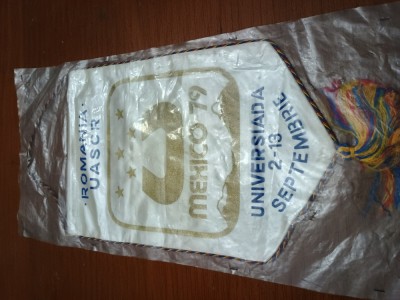 ROMANIA
UASCR
MEXICO '79
UNIVERSIADA
2-13
SEPTEMBRIE